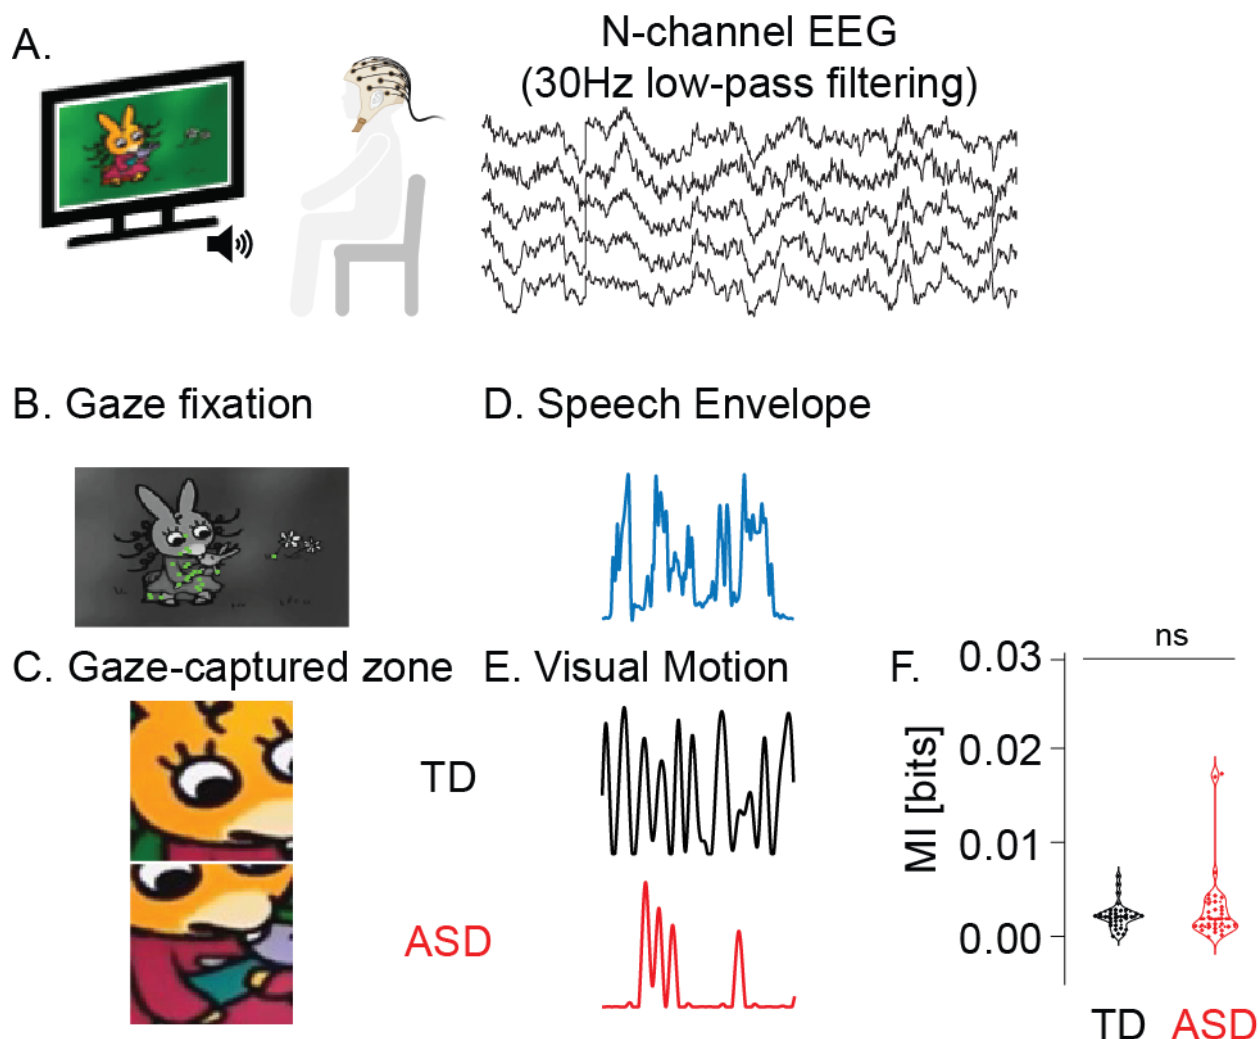 A.
N-channel EEG
(30Hz low-pass filtering)
B. Gaze fixation
D. Speech Envelope
C. Gaze-captured zone
E. Visual Motion
TD
ASD
F.
ns
MI [bits]
0.03
0.02
0.01
0.00
TD
ASD